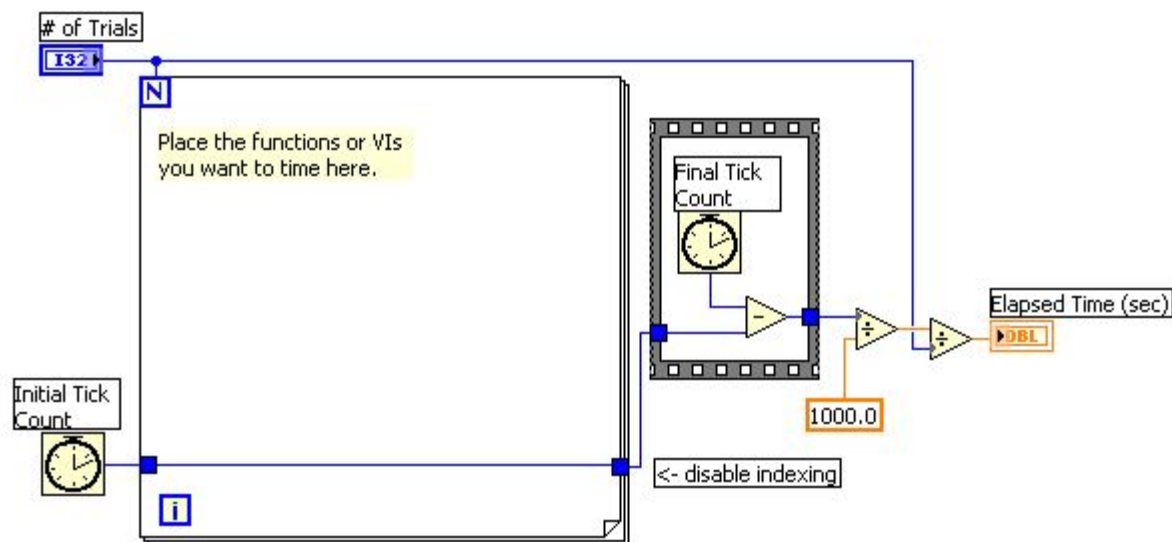 # of Trials
I32
N
Place the functions or VIs
you want to time here.
Final Tick
Count
-
÷
÷
Elapsed Time (sec)
DBL
1000.0
Initial Tick
Count
<- disable indexing
i